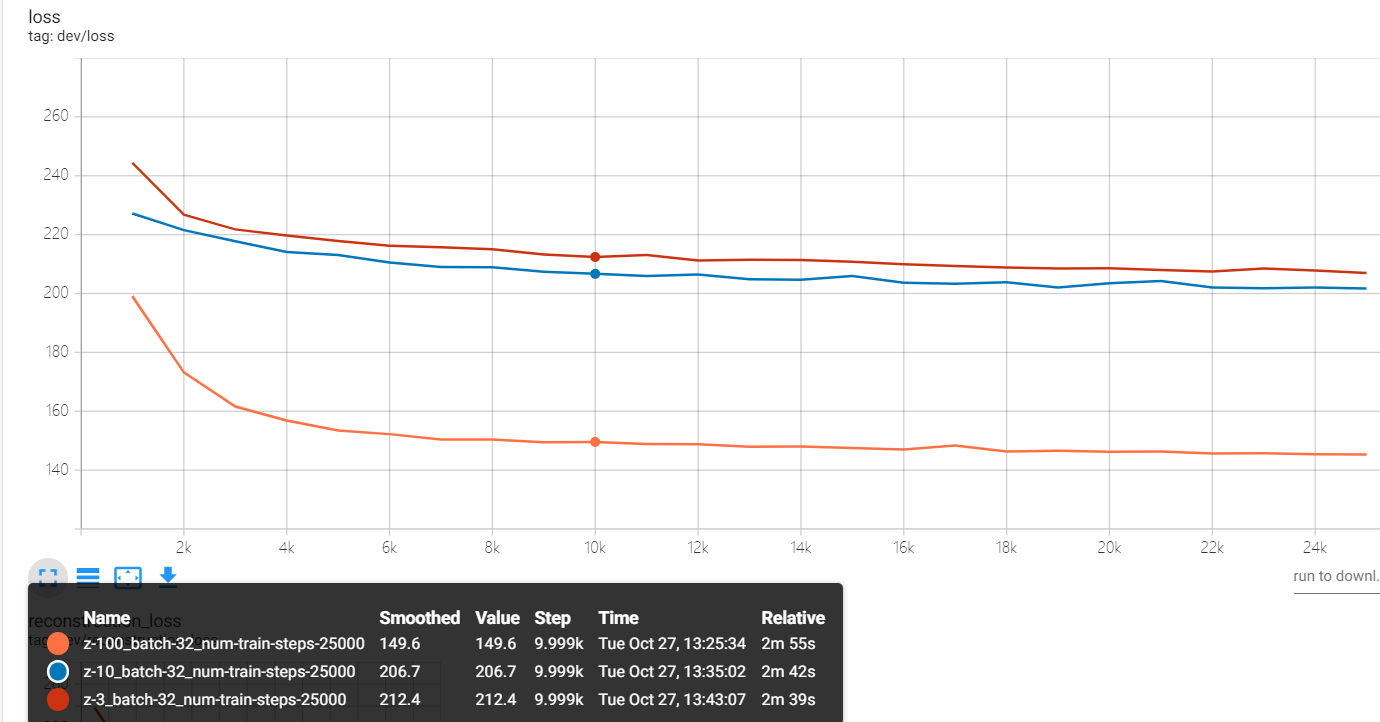 loss
tag: dev/loss
260
240
220
200
180
160
140
2k 4k 6k 8k 10k 12k 14k 16k 18k 20k 22k 24k
run to downl.
Name Smoothed Value Step Time Relative
reconstruction_loss
z-100_batch-32_num-train-steps-25000 149.6 149.6 9.999k Tue Oct 27, 13:25:34 2m 55s
z-10_batch-32_num-train-steps-25000 206.7 206.7 9.999k Tue Oct 27, 13:35:02 2m 42s
z-3_batch-32_num-train-steps-25000 212.4 212.4 9.999k Tue Oct 27, 13:43:07 2m 39s